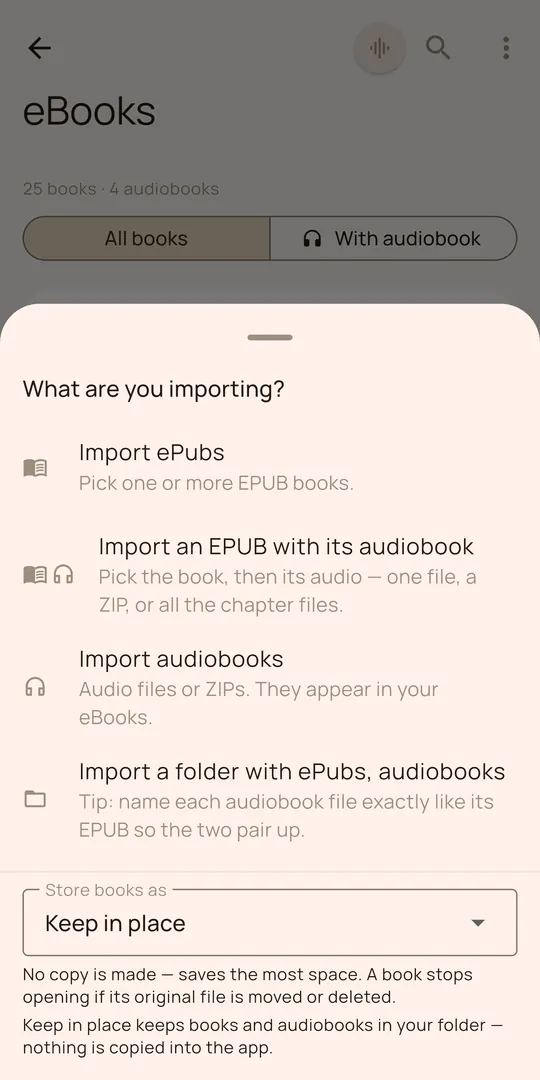 eBooks
25 books · 4 audiobooks
All books
With audiobook
What are you importing?
Import ePubs
Pick one or more EPUB books.
Import an EPUB with its audiobook
Pick the book, then its audio — one file, a
ZIP, or all the chapter files.
Import audiobooks
Audio files or ZIPs. They appear in your
eBooks.
Import a folder with ePubs, audiobooks
Tip: name each audiobook file exactly like its
EPUB so the two pair up.
Store books as
Keep in place
No copy is made — saves the most space. A book stops
opening if its original file is moved or deleted.
Keep in place keeps books and audiobooks in your folder —
nothing is copied into the app.